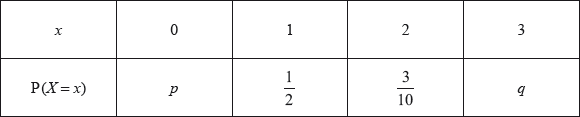 x 0 1 2 3
P(X = x) p 1/2 3/10 q